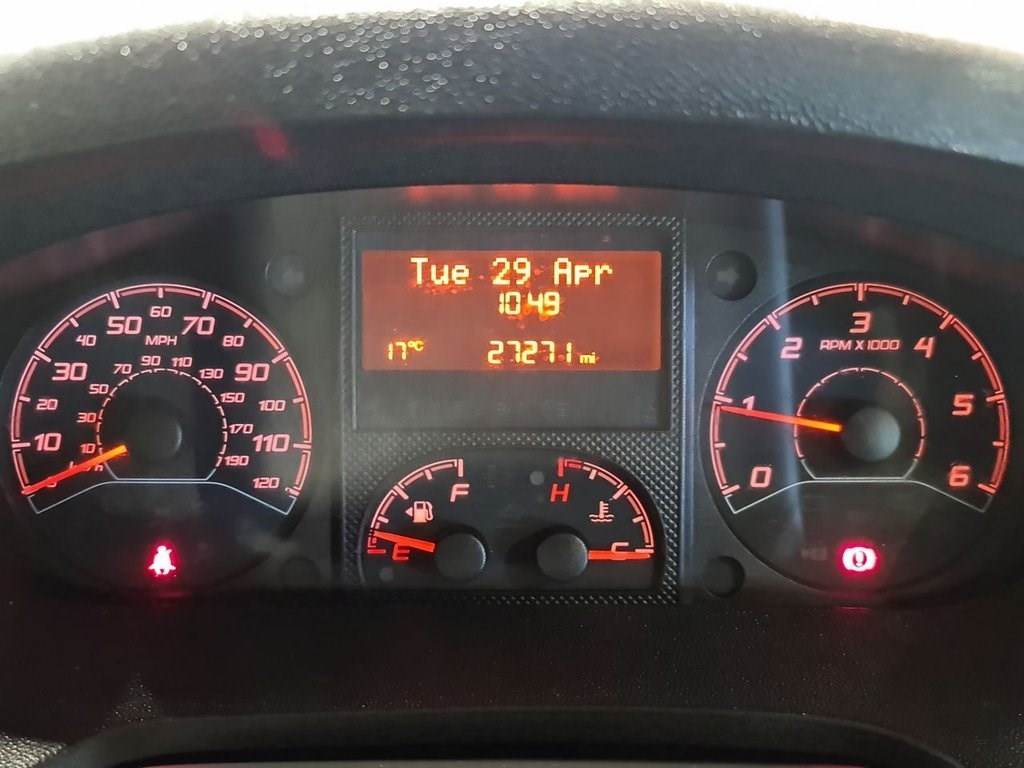 Tue 29 Apr
10:49
17°C 27271 mi
10 20 30 40 50 60 70 80 90 100 110 120
MPH
10 30 50 70 90 110 130 150 170 190
0 1 2 3 4 5 6
RPM X 1000
E F
H C